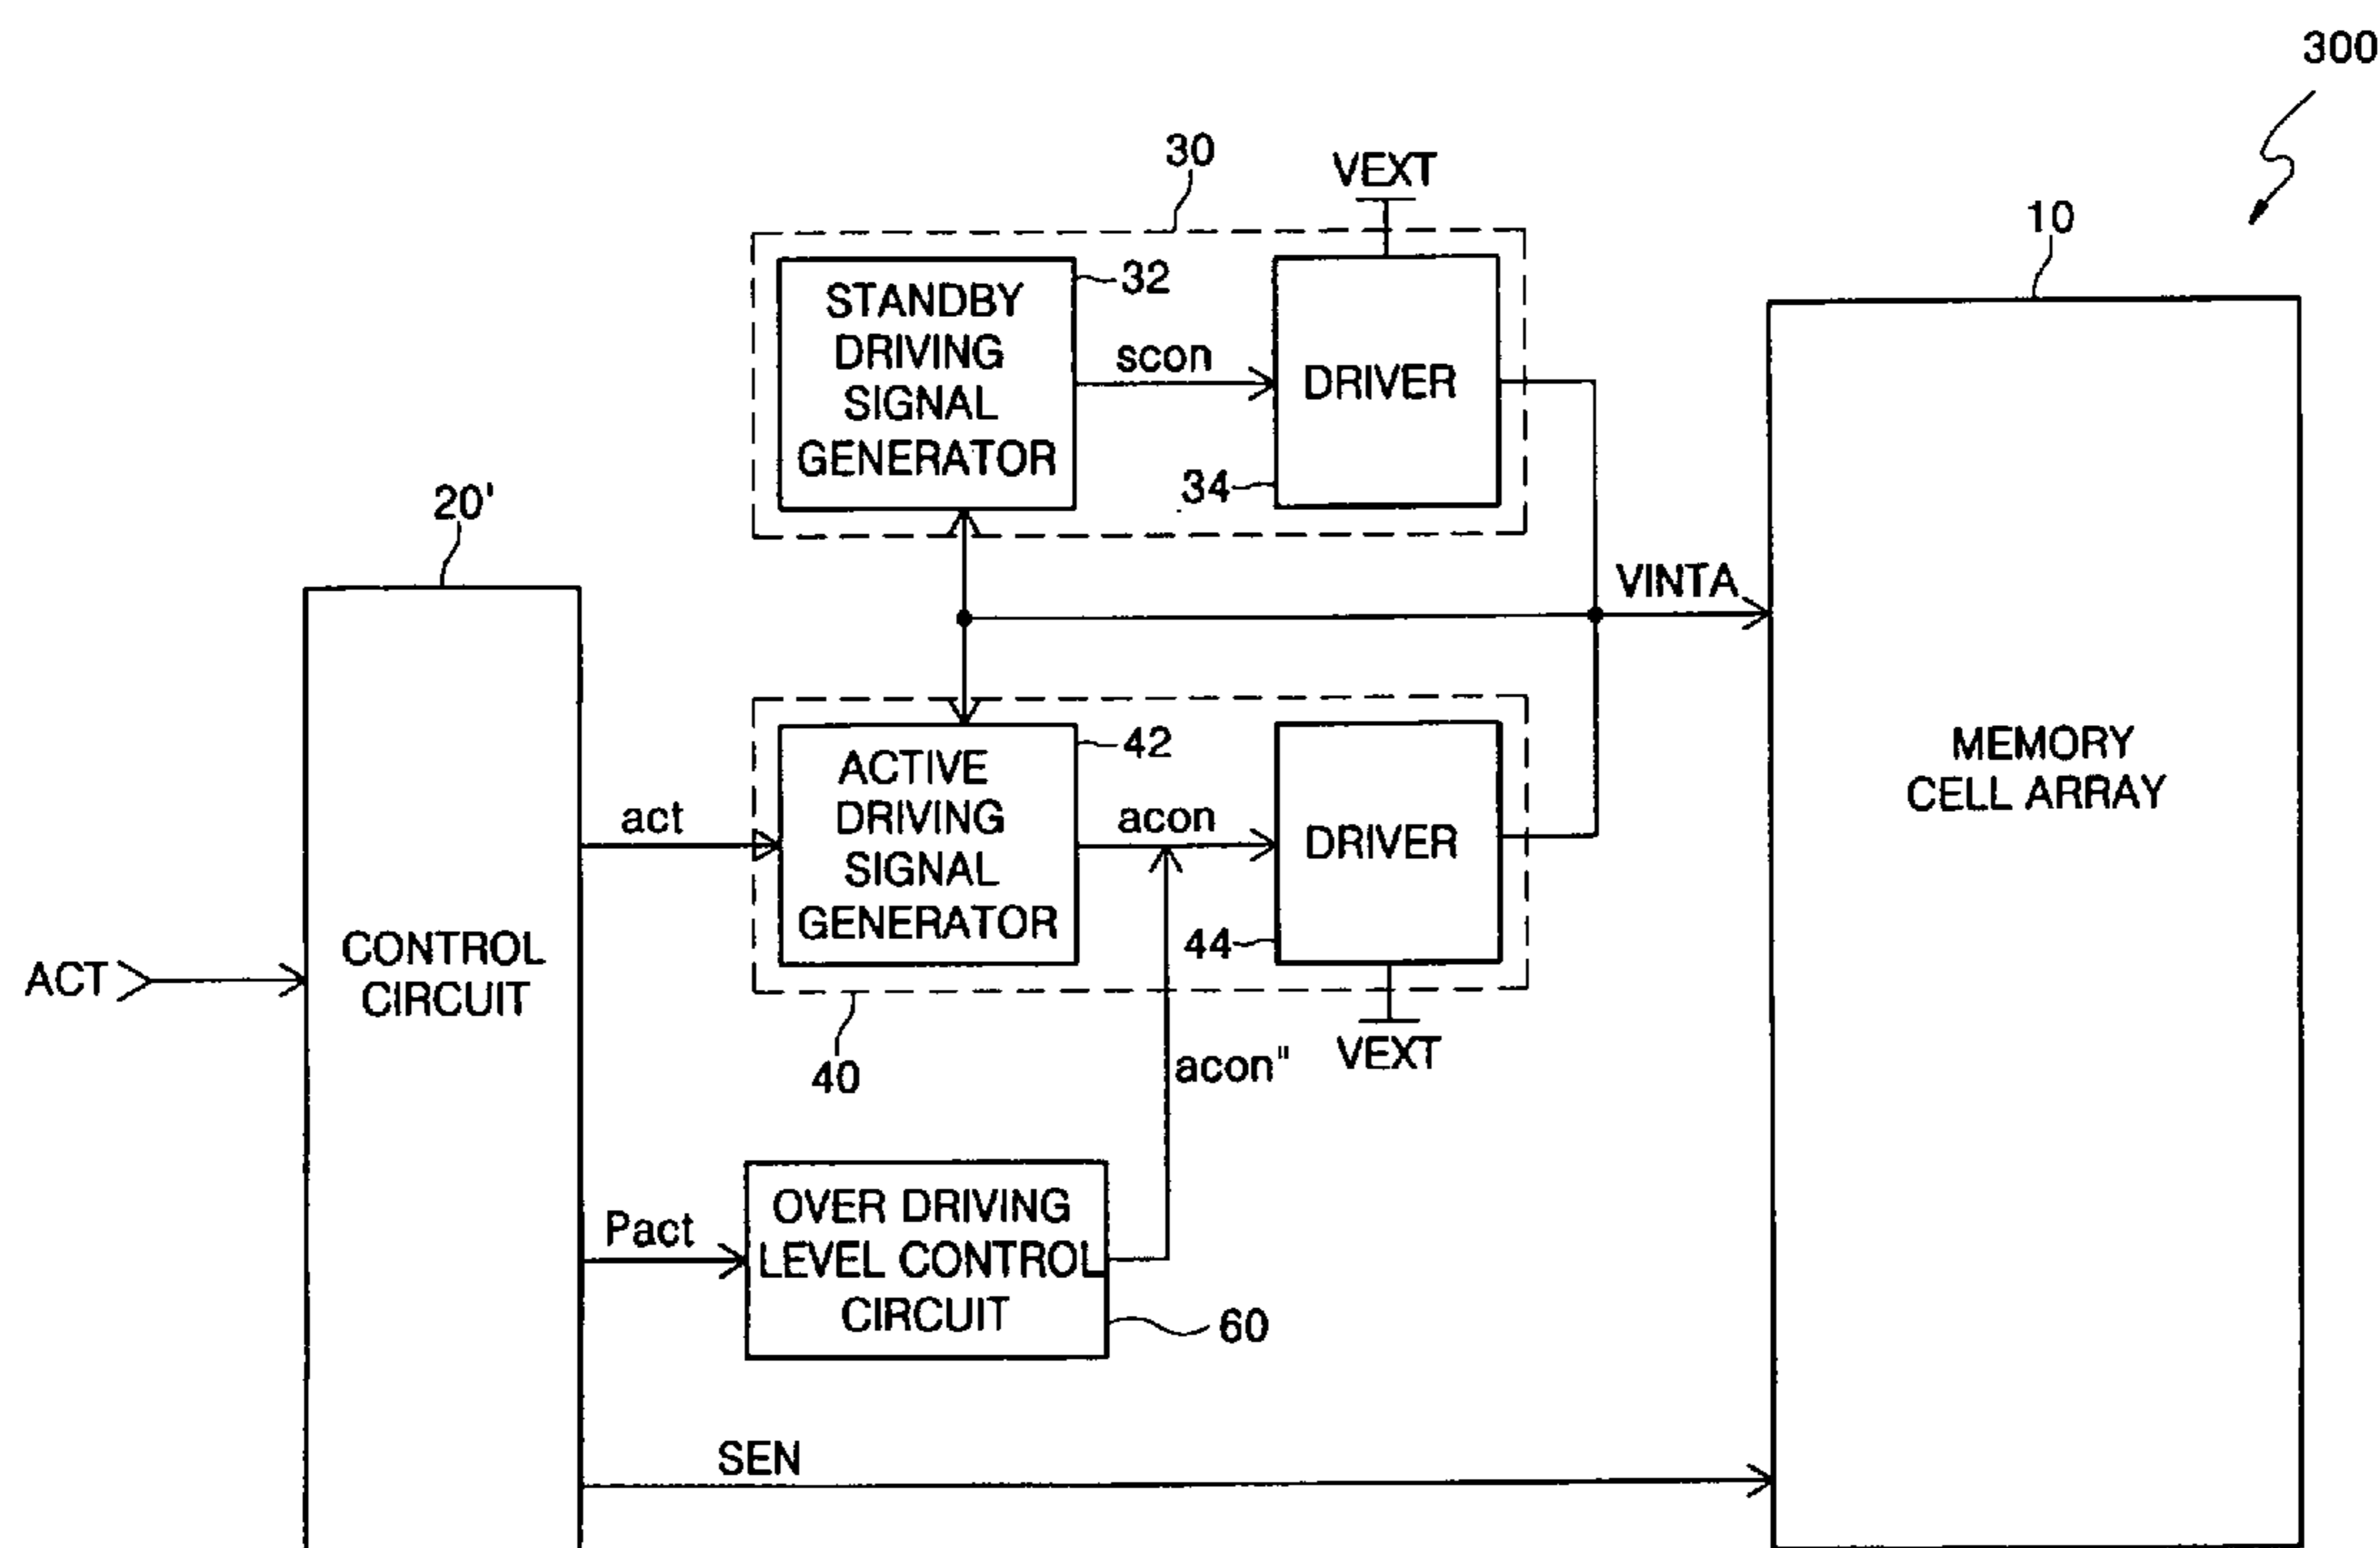 300
30
VEXT
10
32
STANDBY
DRIVING
SIGNAL
GENERATOR
scon
DRIVER
34
20'
VINTA
42
ACTIVE
DRIVING
SIGNAL
GENERATOR
act
acon
DRIVER
44
MEMORY
CELL ARRAY
CONTROL
CIRCUIT
ACT
40
acon"
VEXT
Pact
OVER DRIVING
LEVEL CONTROL
CIRCUIT
60
SEN